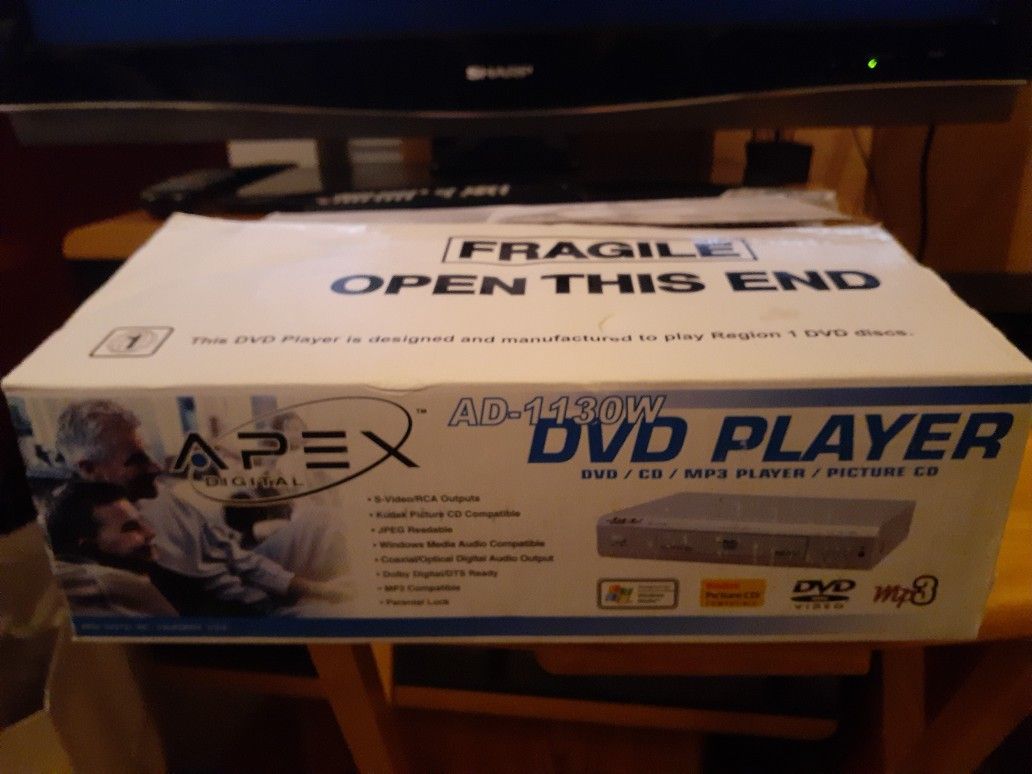 SHARP
FRAGILE
OPEN THIS END
1
This DVD Player is designed and manufactured to play Region 1 DVD discs.
APEX ™
DIGITAL
AD-1130W
DVD PLAYER
DVD / CD / MP3 PLAYER / PICTURE CD
• S-Video/RCA Outputs
• Kodak Picture CD Compatible
• JPEG Readable
• Windows Media Audio Compatible
• Coaxial/Optical Digital Audio Output
• Dolby Digital/DTS Ready
• MP3 Compatible
• Parental Lock
Picture CD
DVD
VIDEO
mp3